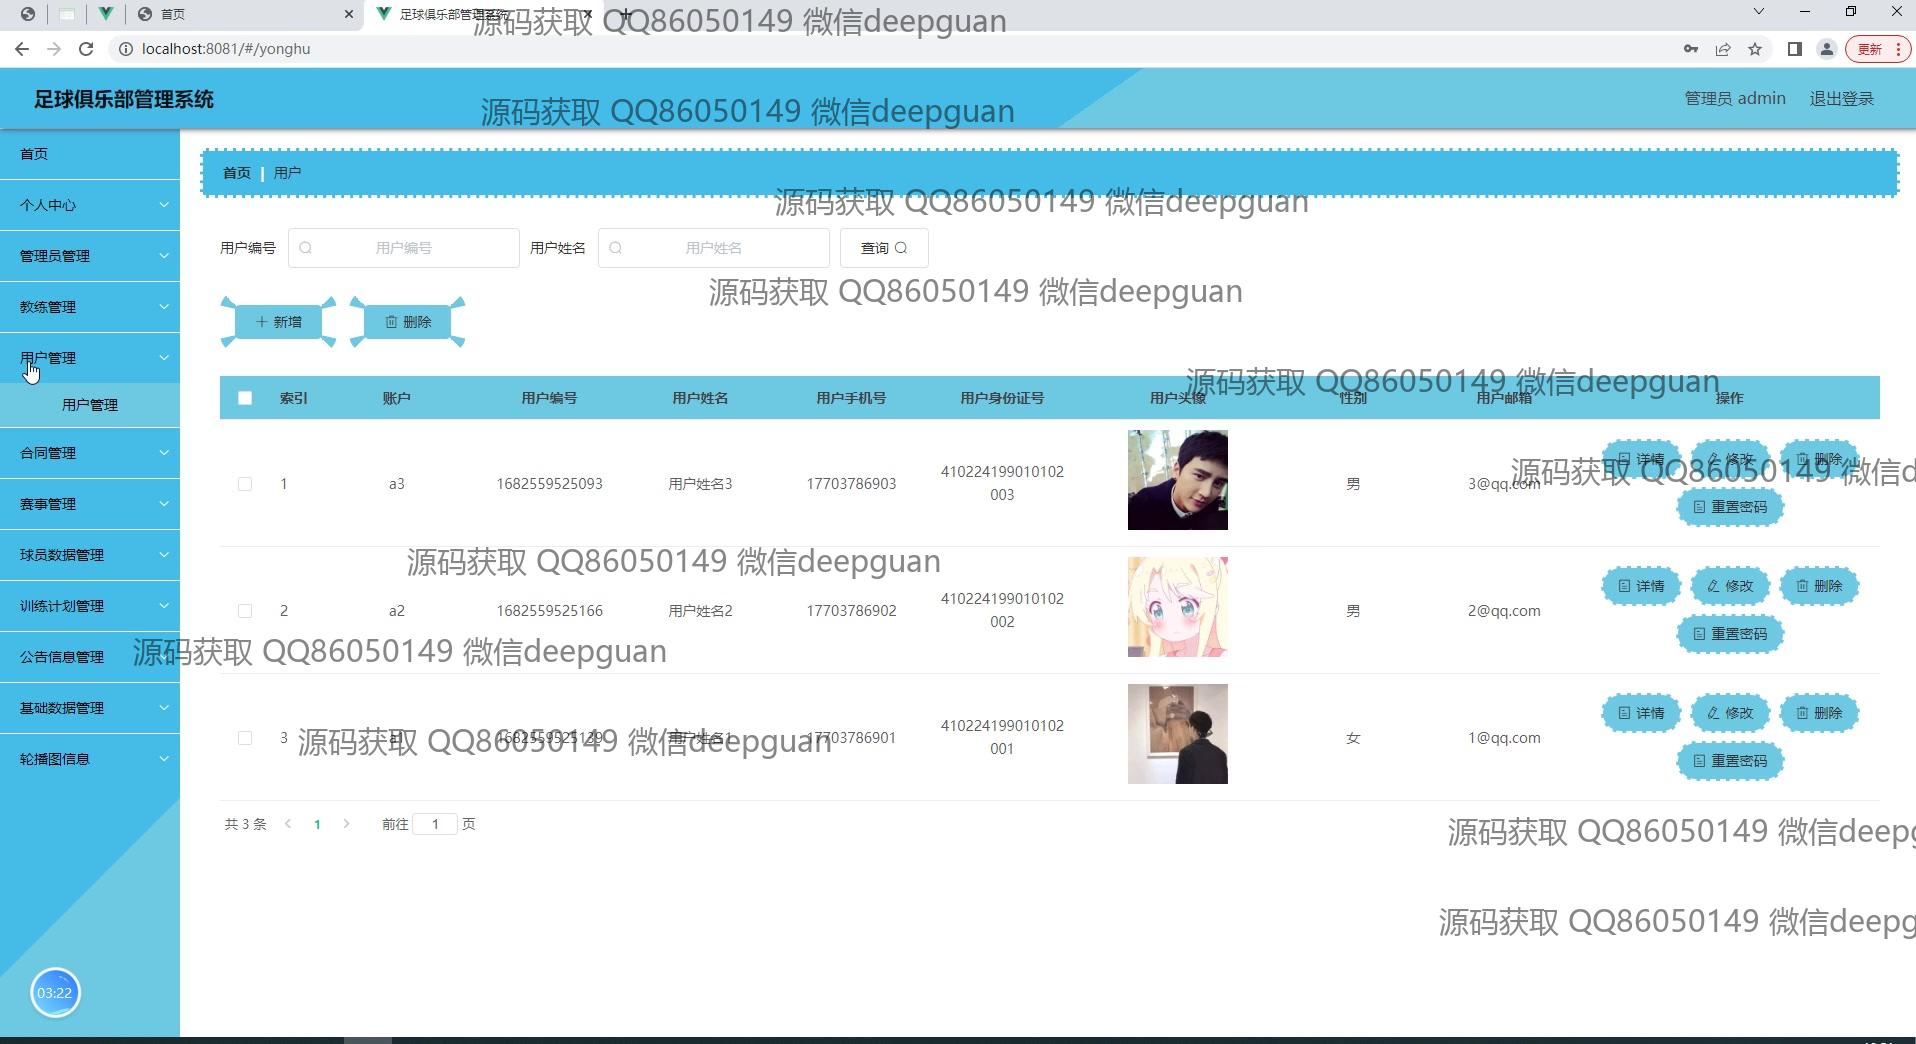 首页
足球俱乐部管理系统
源码获取 QQ86050149 微信deepguan
localhost:8081/#/yonghu
更新
足球俱乐部管理系统
源码获取 QQ86050149 微信deepguan
管理员 admin
退出登录
首页
个人中心
管理员管理
教练管理
用户管理
用户管理
合同管理
赛事管理
球员数据管理
训练计划管理
公告信息管理
基础数据管理
轮播图信息
03:22
首页 用户
源码获取 QQ86050149 微信deepguan
用户编号 用户编号 用户姓名 用户姓名 查询
源码获取 QQ86050149 微信deepguan
新增 删除
源码获取 QQ86050149 微信deepguan
索引 账户 用户编号 用户姓名 用户手机号 用户身份证号 用户头像 性别 用户邮箱 操作
1 a3 1682559525093 用户姓名3 17703786903 410224199010102003 男 3@qq.com 详情 修改 删除
源码获取 QQ86050149 微信d
重置密码
源码获取 QQ86050149 微信deepguan
2 a2 1682559525166 用户姓名2 17703786902 410224199010102002 男 2@qq.com 详情 修改 删除
重置密码
源码获取 QQ86050149 微信deepguan
3 a1 1682559525139 用户姓名1 17703786901 410224199010102001 女 1@qq.com 详情 修改 删除
源码获取 QQ86050149 微信deepguan
重置密码
共 3 条 1 前往 1 页
源码获取 QQ86050149 微信deepg
源码获取 QQ86050149 微信deepg